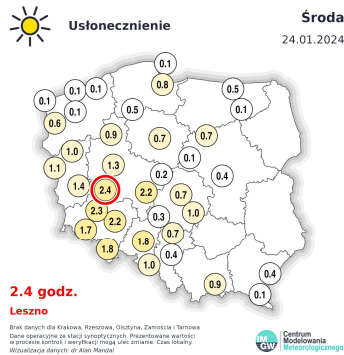 Usłonecznienie
Środa
24.01.2024
0.1
0.8
0.1
0.1
0.5
0.1
0.1
0.5
0.1
0.6
0.9
0.7
0.7
1.0
0.1
1.1
1.3
0.2
0.4
1.4
2.4
2.2
0.7
2.3
0.3
1.0
2.2
1.7
0.7
1.8
1.8
0.4
1.0
0.4
0.9
0.1
2.4 godz.
Leszno
Brak danych dla Krakowa, Rzeszowa, Olsztyna, Zamościa i Tarnowa
Dane operacyjne ze stacji synoptycznych. Prezentowane wartości
w procesie kontroli i weryfikacji mogą ulec zmianie. Czas lokalny.
Wizualizacja danych: dr Alan Mandal
IM
GW
Centrum
Modelowania
Meteorologicznego